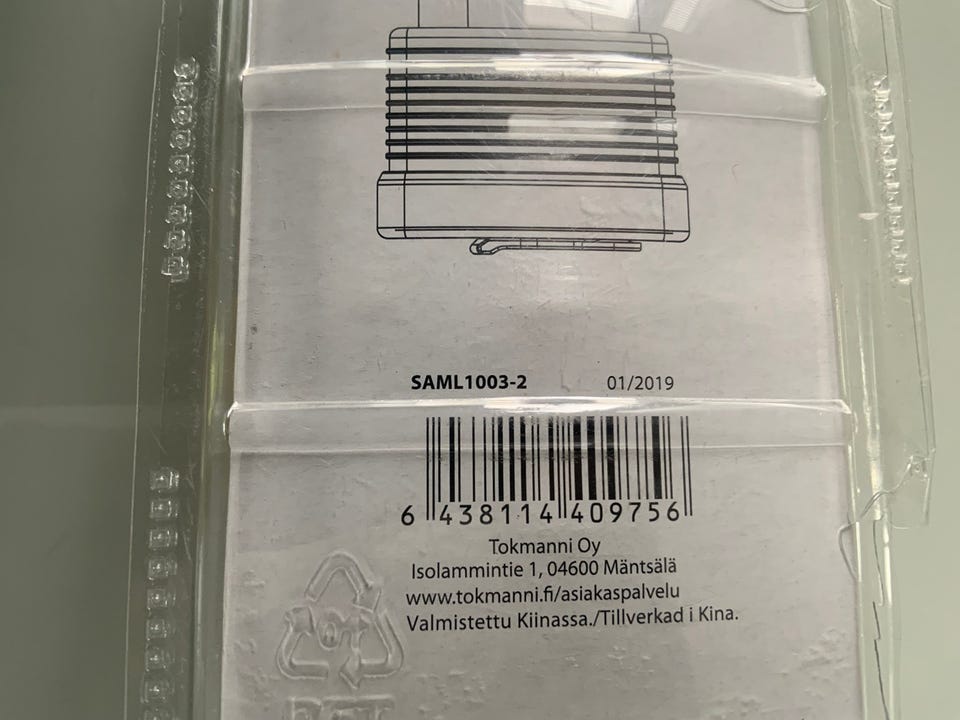 SAML1003-2 01/2019
6 438114 409756
Tokmanni Oy
Isolammintie 1, 04600 Mäntsälä
www.tokmanni.fi/asiakaspalvelu
Valmistettu Kiinassa./Tillverkad i Kina.